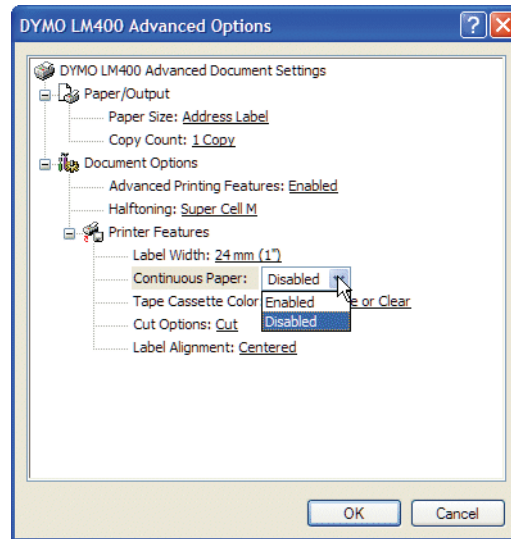 DYMO LM400 Advanced Options
DYMO LM400 Advanced Document Settings
Paper/Output
Paper Size: Address Label
Copy Count: 1 Copy
Document Options
Advanced Printing Features: Enabled
Halftoning: Super Cell M
Printer Features
Label Width: 24 mm (1")
Continuous Paper: Disabled
Tape Cassette Color or Clear
Enabled
Disabled
Cut Options: Cut
Label Alignment: Centered
OK Cancel